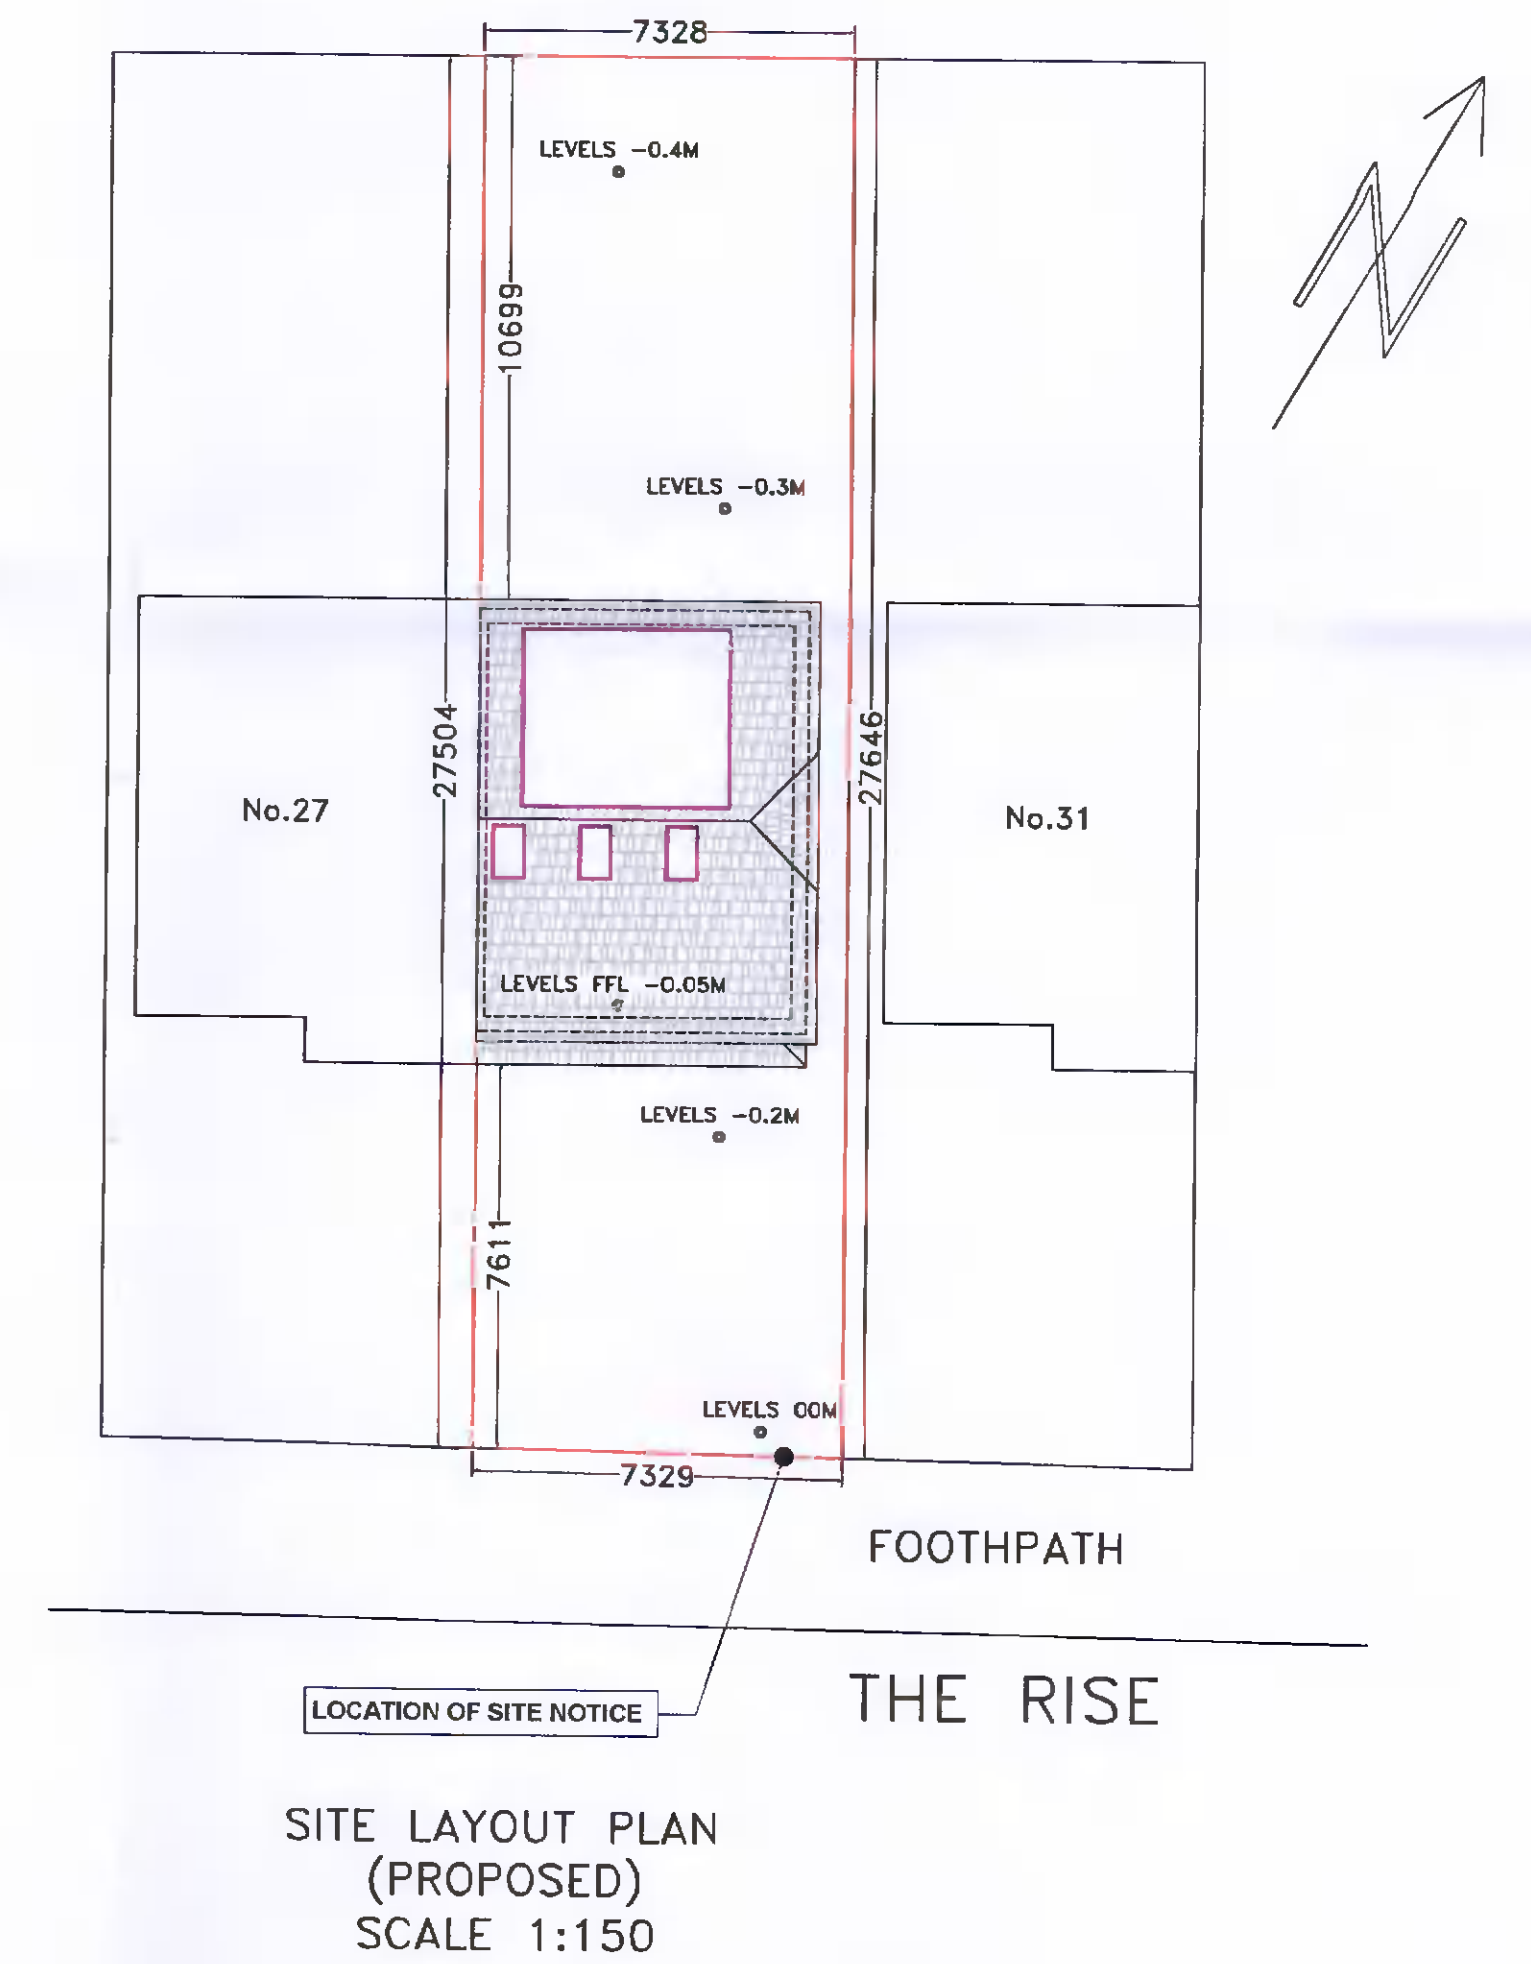 7328
LEVELS -0.4M
10699
LEVELS -0.3M
27504
27646
No.27
No.31
LEVELS FFL -0.05M
LEVELS -0.2M
7611
LEVELS 00M
7329
FOOTHPATH
LOCATION OF SITE NOTICE
THE RISE
SITE LAYOUT PLAN
(PROPOSED)
SCALE 1:150
N